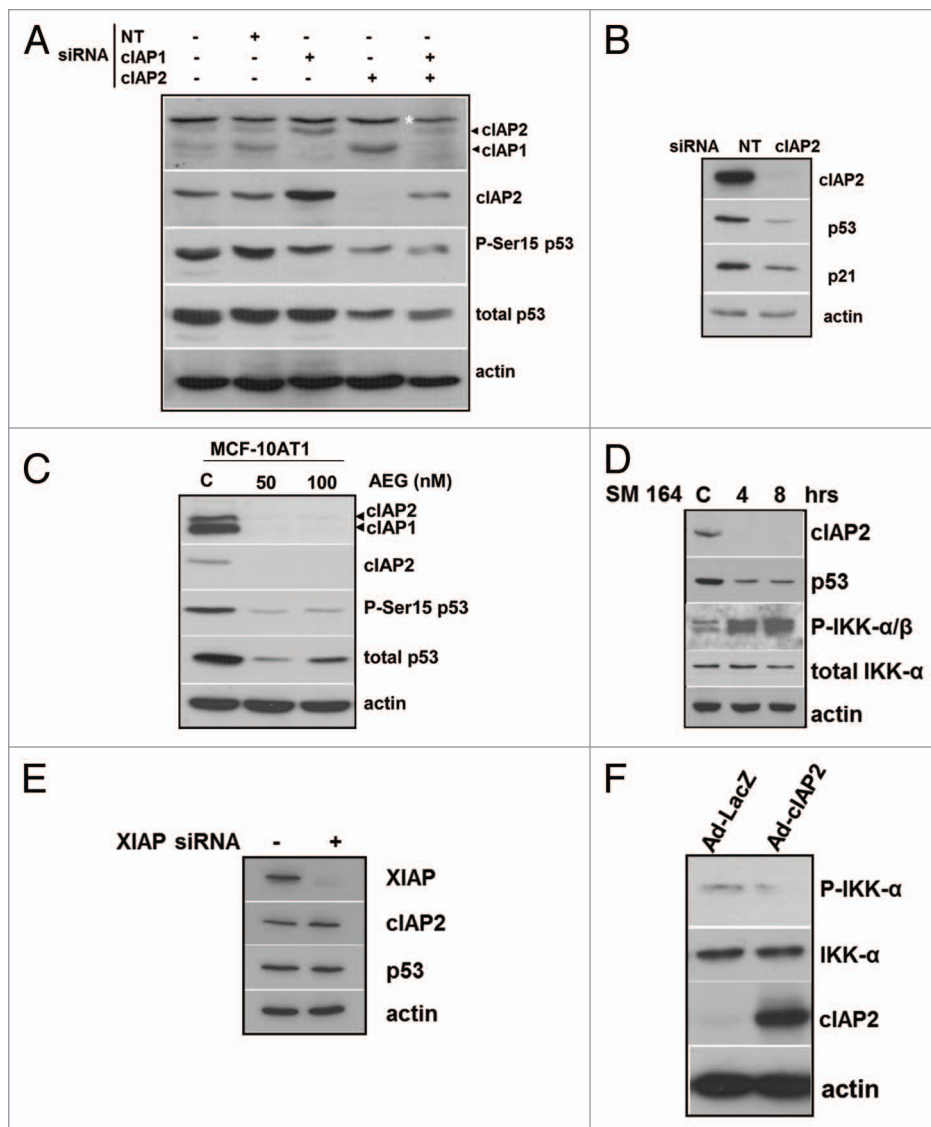 A
NT - + - - -
siRNA cIAP1 - - + - +
cIAP2 - - - + +
*
cIAP2
cIAP1
cIAP2
P-Ser15 p53
total p53
actin
B
siRNA NT cIAP2
cIAP2
p53
p21
actin
C
MCF-10AT1
C 50 100 AEG (nM)
cIAP2
cIAP1
cIAP2
P-Ser15 p53
total p53
actin
D
SM 164 C 4 8 hrs
cIAP2
p53
P-IKK-α/β
total IKK-α
actin
E
XIAP siRNA - +
XIAP
cIAP2
p53
actin
F
Ad-LacZ
Ad-cIAP2
P-IKK-α
IKK-α
cIAP2
actin